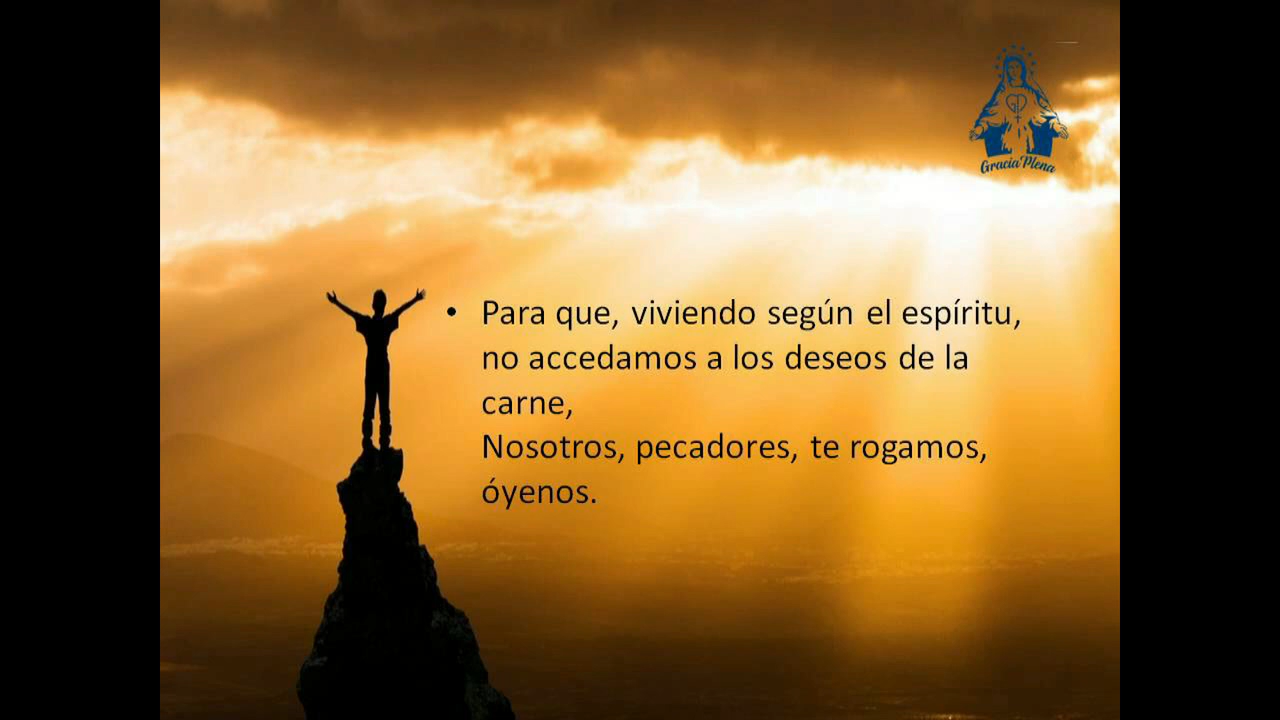 Gracia Plena
• Para que, viviendo según el espíritu,
no accedamos a los deseos de la
carne,
Nosotros, pecadores, te rogamos,
óyenos.